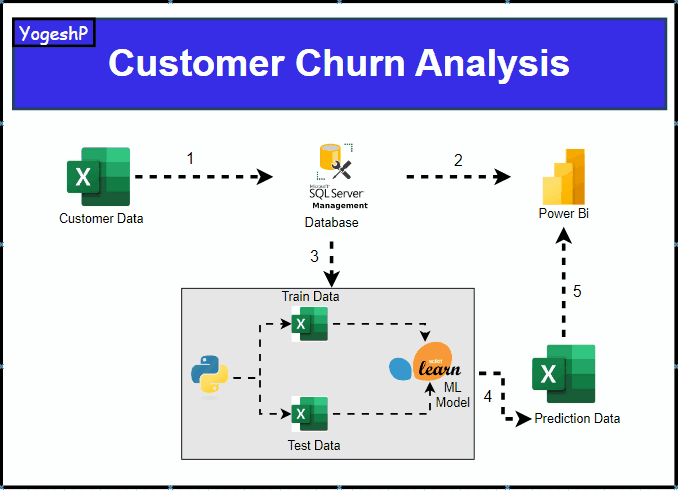 YogeshP
Customer Churn Analysis
1
2
X
Customer Data
Microsoft
SQL Server
Management
Database
Power Bi
3
Train Data
X
5
scikit
learn
ML
Model
X
4
X
Test Data
Prediction Data